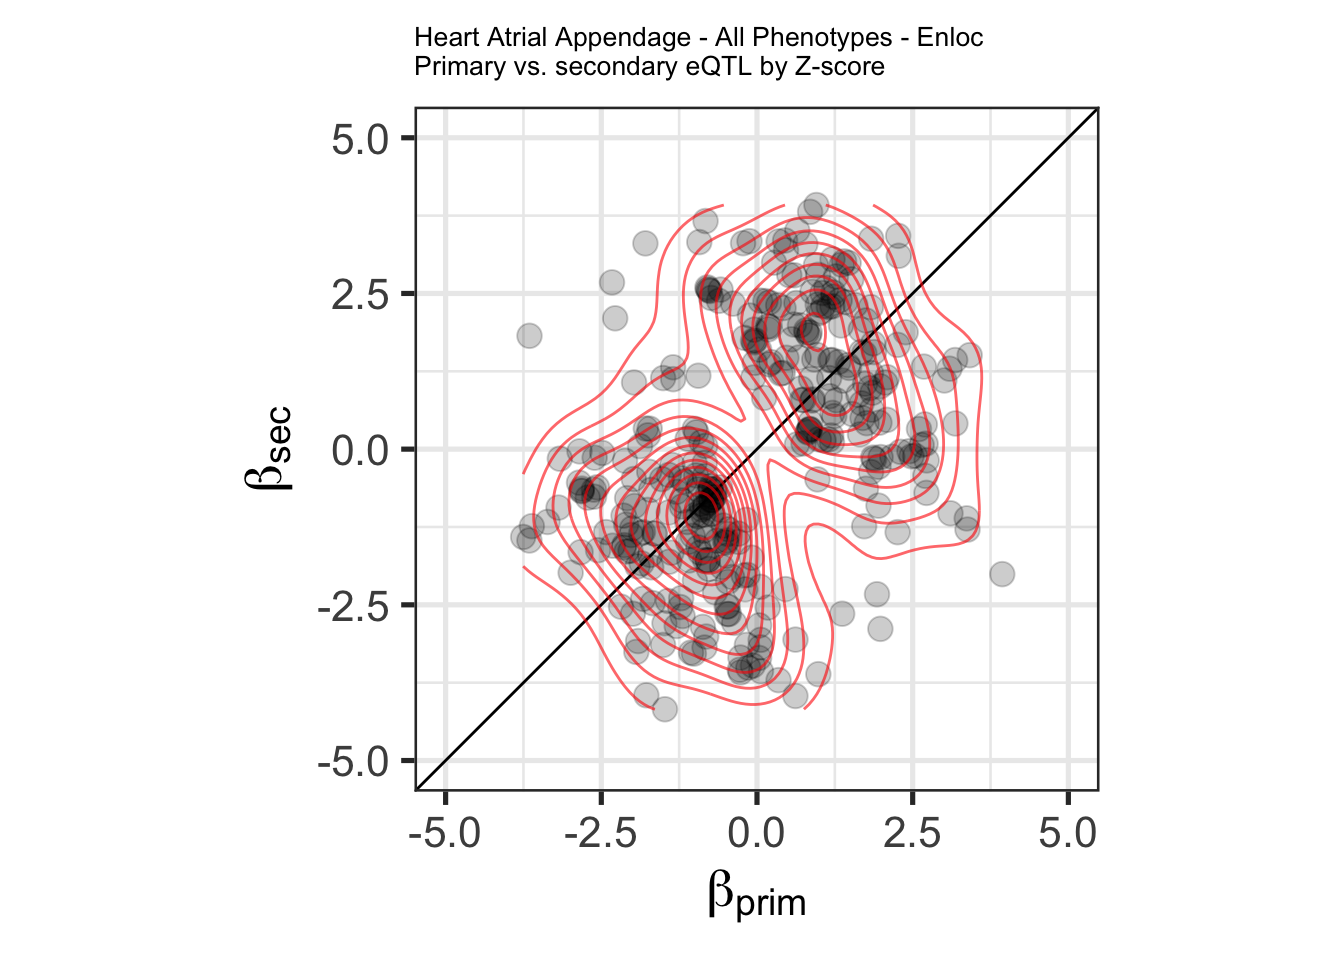 Heart Atrial Appendage - All Phenotypes - Enloc
Primary vs. secondary eQTL by Z-score
5.0
2.5
0.0
-2.5
-5.0
βsec
-5.0 -2.5 0.0 2.5 5.0
βprim